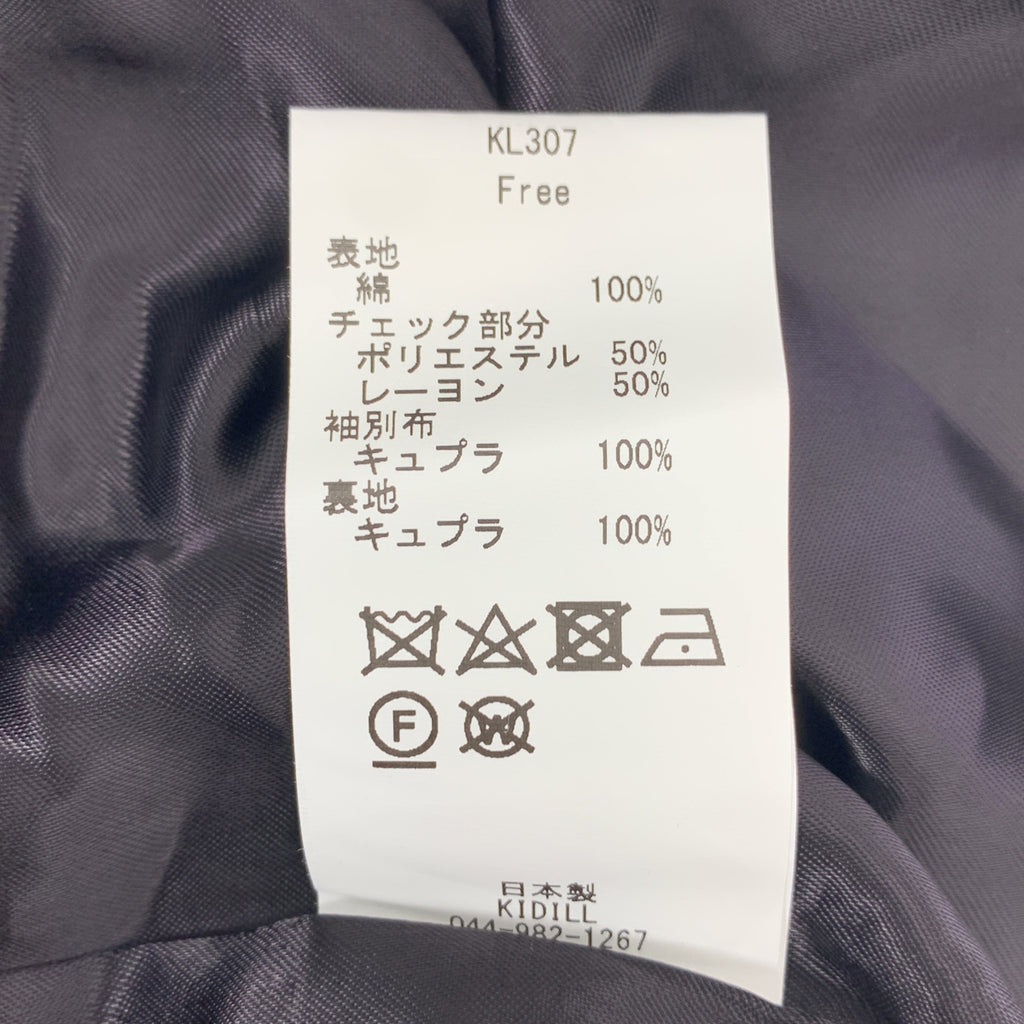 KL307
Free
表地
綿 100%
チェック部分
ポリエステル 50%
レーヨン 50%
袖別布
キュプラ 100%
裏地
キュプラ 100%
F W
日本製
KIDILL
044-982-1267